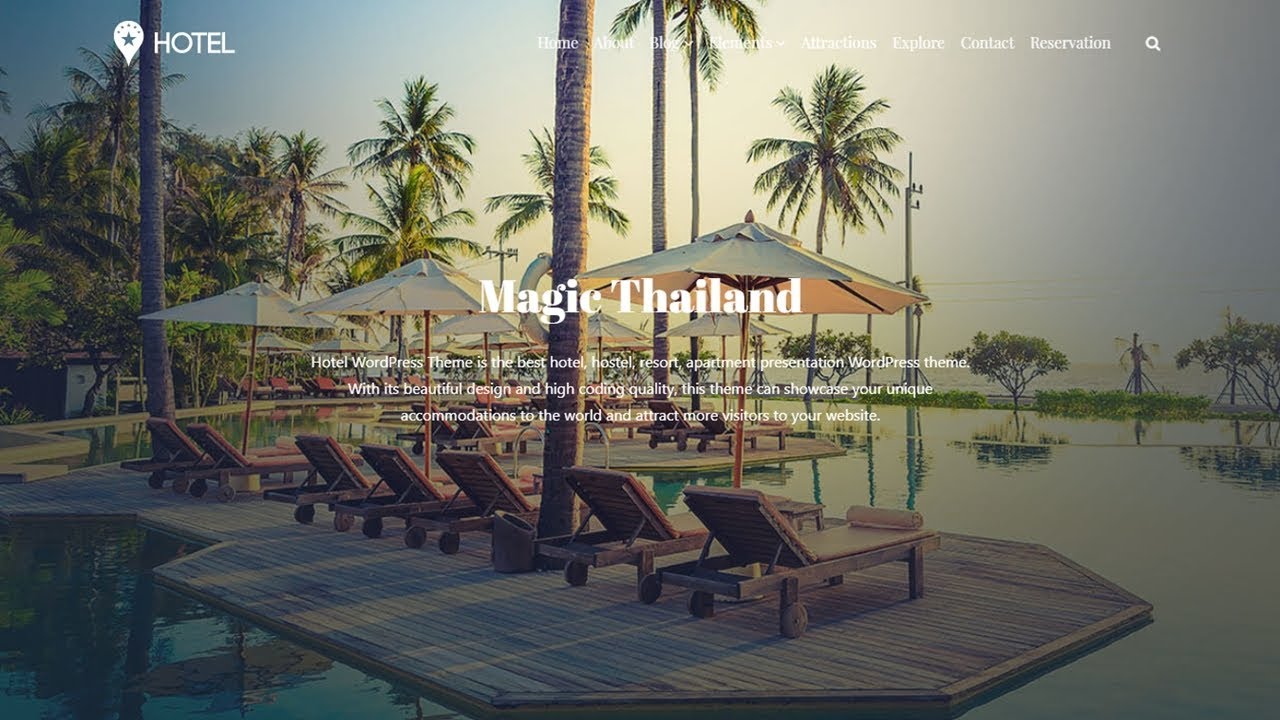 HOTEL
Home About Blog Elements Attractions Explore Contact Reservation
Magic Thailand
Hotel WordPress Theme is the best hotel, hostel, resort, apartment presentation WordPress theme.
With its beautiful design and high coding quality, this theme can showcase your unique
accommodations to the world and attract more visitors to your website.